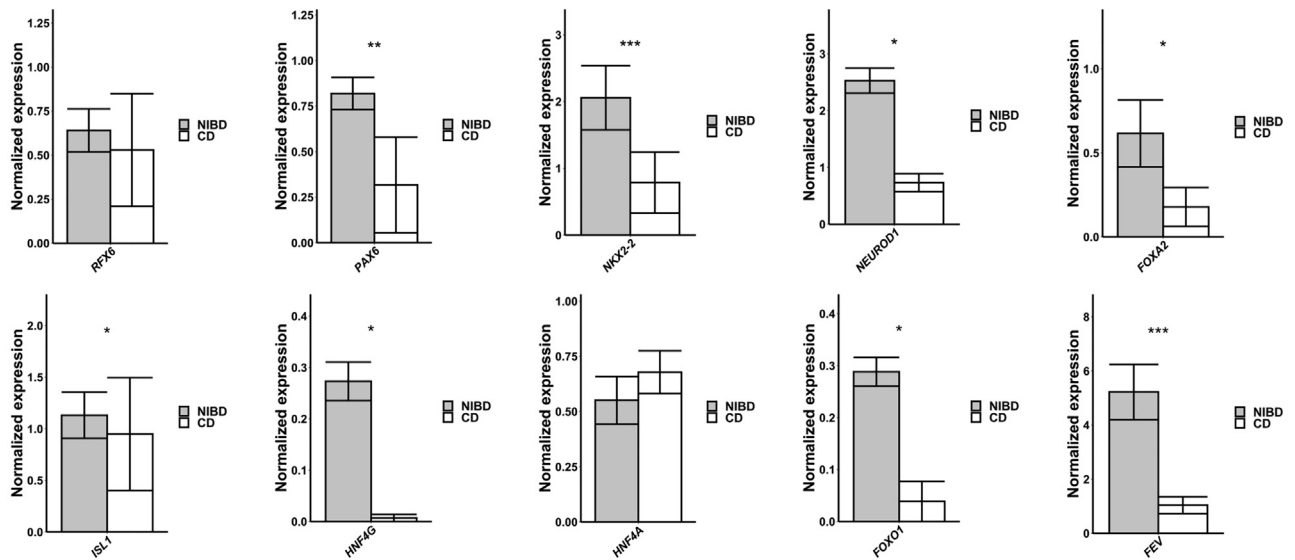 Normalized expression
1.25
1.00
0.75
0.50
0.25
0.00
RFX6
NIBD
CD
Normalized expression
1.25
1.00
0.75
0.50
0.25
0.00
**
PAX6
NIBD
CD
Normalized expression
3
2
1
0
***
NKX2-2
NIBD
CD
Normalized expression
3
2
1
0
*
NEUROD1
NIBD
CD
Normalized expression
1.0
0.5
0.0
*
FOXA2
NIBD
CD
Normalized expression
2.0
1.5
1.0
0.5
0.0
*
ISL1
NIBD
CD
Normalized expression
0.4
0.3
0.2
0.1
0.0
*
HNF4G
NIBD
CD
Normalized expression
1.00
0.75
0.50
0.25
0.00
HNF4A
NIBD
CD
Normalized expression
0.4
0.3
0.2
0.1
0.0
*
FOXO1
NIBD
CD
Normalized expression
8
6
4
2
0
***
FEV
NIBD
CD